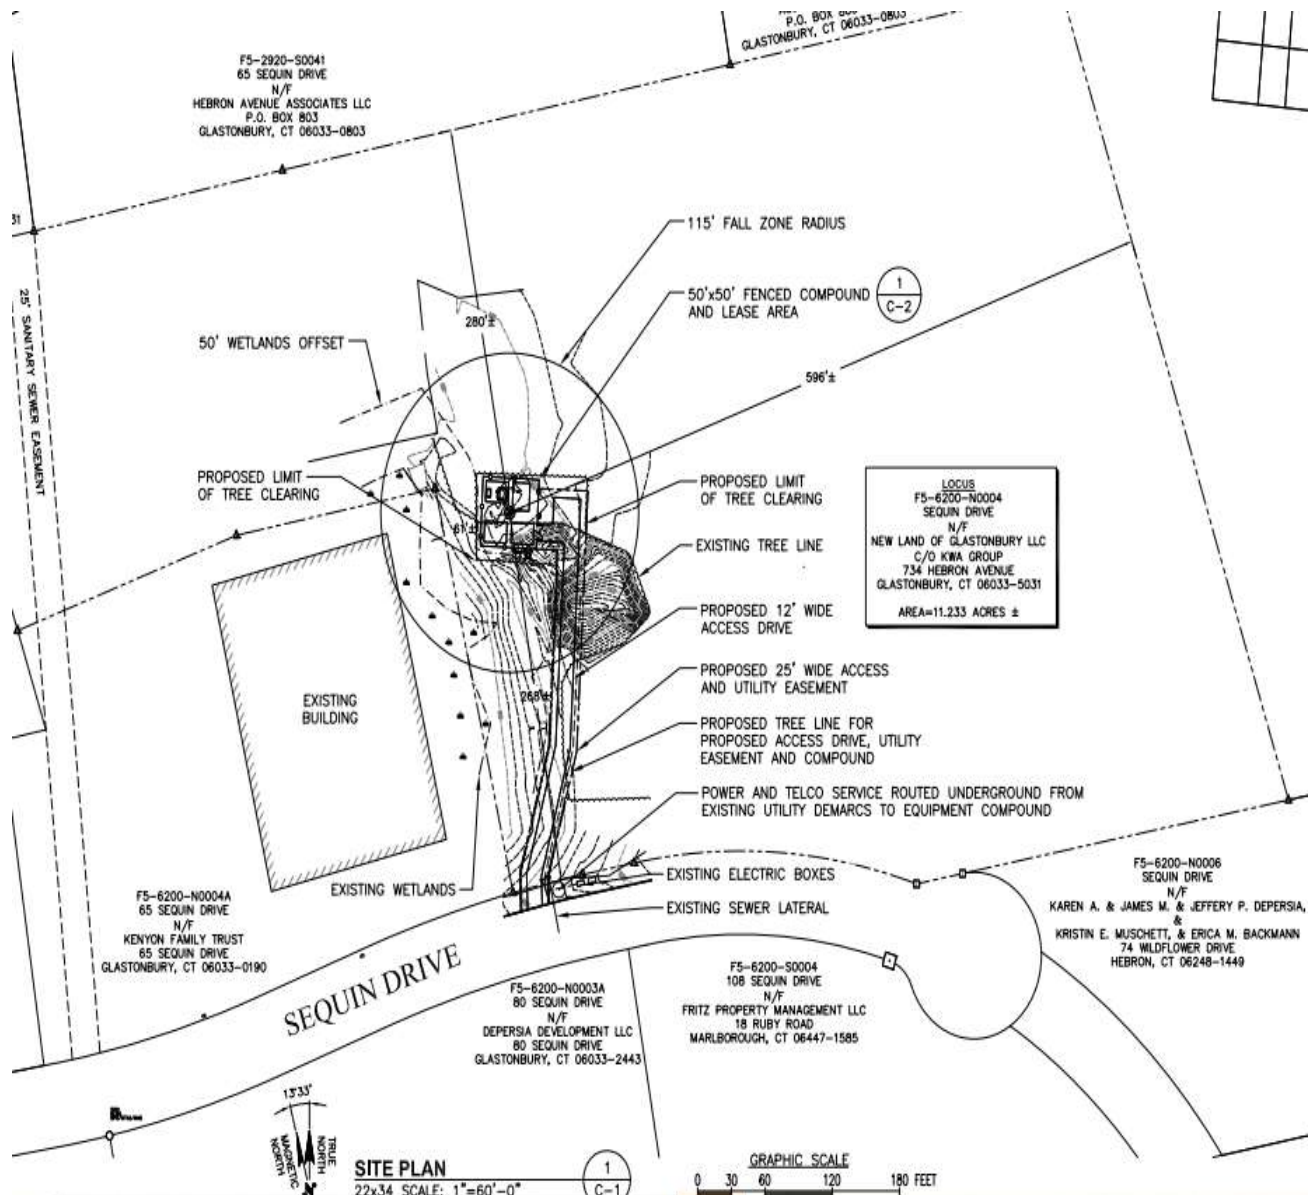 P.O. BOX 803
GLASTONBURY, CT 06033-0803
F5-2920-S0041
65 SEQUIN DRIVE
N/F
HEBRON AVENUE ASSOCIATES LLC
P.O. BOX 803
GLASTONBURY, CT 06033-0803
31
25' SANITARY SEWER EASEMENT
115' FALL ZONE RADIUS
50'x50' FENCED COMPOUND
AND LEASE AREA
1
C-2
280'±
50' WETLANDS OFFSET
596'±
PROPOSED LIMIT
OF TREE CLEARING
PROPOSED LIMIT
OF TREE CLEARING
61'±
EXISTING TREE LINE
LOCUS
F5-6200-N0004
SEQUIN DRIVE
N/F
NEW LAND OF GLASTONBURY LLC
C/O KWA GROUP
734 HEBRON AVENUE
GLASTONBURY, CT 06033-5031
AREA=11.233 ACRES ±
PROPOSED 12' WIDE
ACCESS DRIVE
PROPOSED 25' WIDE ACCESS
AND UTILITY EASEMENT
268'±
EXISTING
BUILDING
PROPOSED TREE LINE FOR
PROPOSED ACCESS DRIVE, UTILITY
EASEMENT AND COMPOUND
POWER AND TELCO SERVICE ROUTED UNDERGROUND FROM
EXISTING UTILITY DEMARCS TO EQUIPMENT COMPOUND
EXISTING WETLANDS
EXISTING ELECTRIC BOXES
EXISTING SEWER LATERAL
F5-6200-N0004A
65 SEQUIN DRIVE
N/F
KENYON FAMILY TRUST
65 SEQUIN DRIVE
GLASTONBURY, CT 06033-0190
F5-6200-N0006
SEQUIN DRIVE
N/F
KAREN A. & JAMES M. & JEFFERY P. DEPERSIA,
&
KRISTIN E. MUSCHETT, & ERICA M. BACKMANN
74 WILDFLOWER DRIVE
HEBRON, CT 06248-1449
SEQUIN DRIVE
F5-6200-N0003A
80 SEQUIN DRIVE
N/F
DEPERSIA DEVELOPMENT LLC
80 SEQUIN DRIVE
GLASTONBURY, CT 06033-2443
F5-6200-S0004
108 SEQUIN DRIVE
N/F
FRITZ PROPERTY MANAGEMENT LLC
18 RUBY ROAD
MARLBOROUGH, CT 06447-1585
13°33'
TRUE
NORTH
MAGNETIC
NORTH
N
SITE PLAN
22x34 SCALE: 1"=60'-0"
1
C-1
GRAPHIC SCALE
0 30 60 120 180 FEET